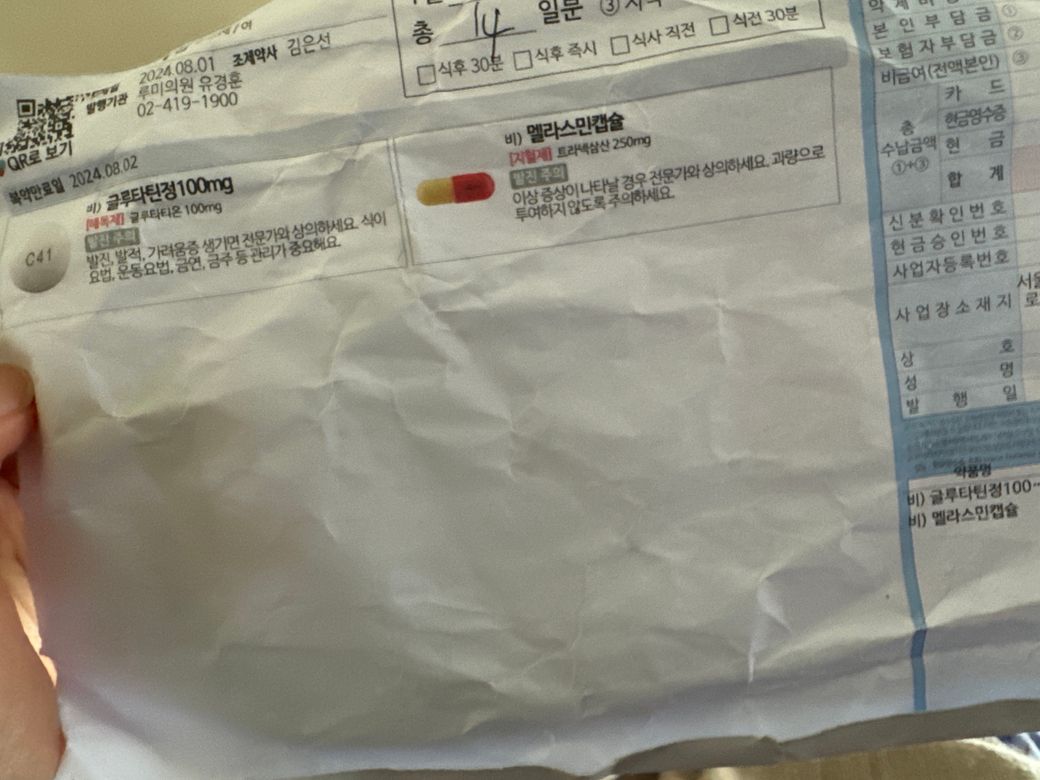 총 14 일분
식후 30분 식후 즉시 식사 직전 식전 30분
2024.08.01 조제약사 김은선
발행기관 루미의원 유경훈
02-419-1900
QR로 보기
복약만료일 2024.08.02
비) 글루타틴정100mg
[해독제] 글루타티온 100mg
발진 주의
발진, 발적, 가려움증 생기면 전문가와 상의하세요. 식이
요법, 운동요법, 금연, 금주 등 관리가 중요해요.
C41
비) 멜라스민캡슐
[지혈제] 트라넥삼산 250mg
발진 주의
이상 증상이 나타날 경우 전문가와 상의하세요. 과량으로
투여하지 않도록 주의하세요.
본인부담금 ①
보험자부담금 ②
비급여(전액본인) ③
총
수납금액
①+③
카 드
현금영수증
현 금
합 계
신분확인번호
현금승인번호
사업자등록번호
사업장소재지
상 호
성 명
발 행 일
약품명
비) 글루타틴정100
비) 멜라스민캡슐